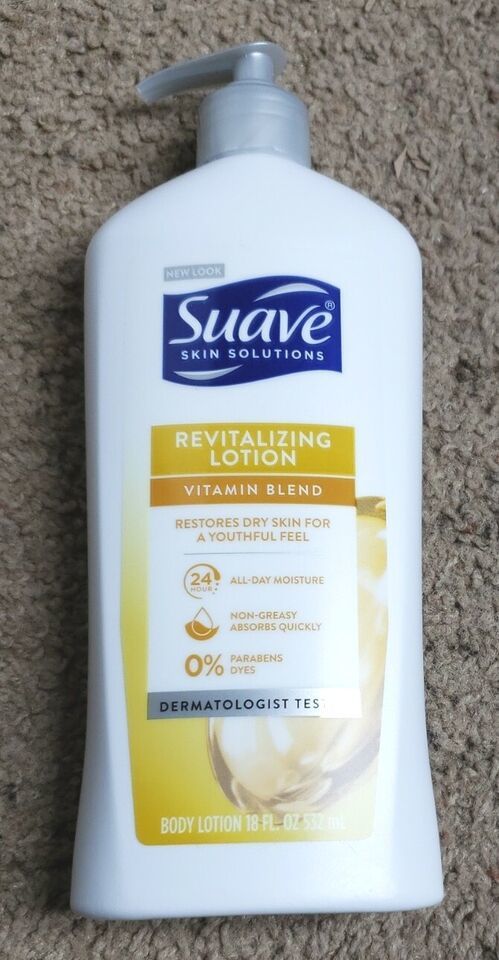 NEW LOOK
Suave®
SKIN SOLUTIONS
REVITALIZING
LOTION
VITAMIN BLEND
RESTORES DRY SKIN FOR
A YOUTHFUL FEEL
24
HOUR
ALL-DAY MOISTURE
NON-GREASY
ABSORBS QUICKLY
0% PARABENS
DYES
DERMATOLOGIST TEST
BODY LOTION 18 FL. OZ 532 mL